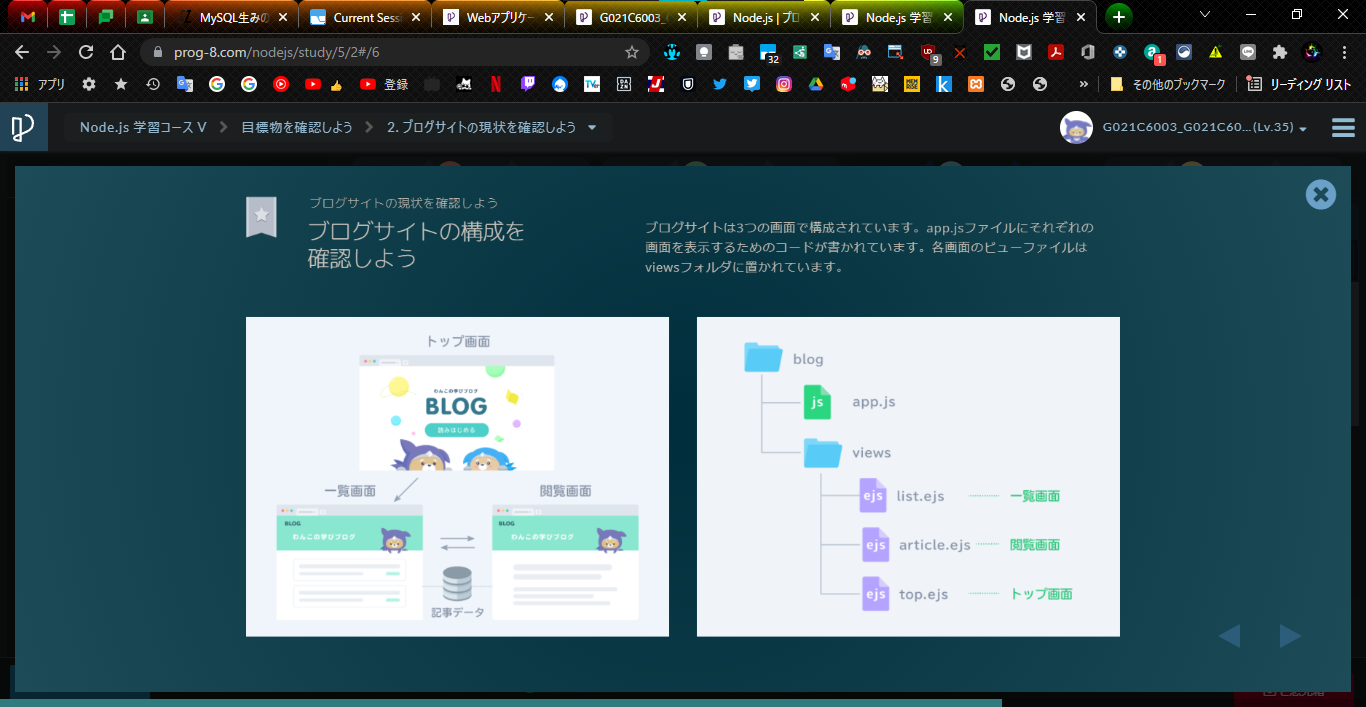 MySQL生みの
Current Sess
Webアプリケー
G021C6003_
Node.js | プロ
Node.js 学習
Node.js 学習
prog-8.com/nodejs/study/5/2#/6
32
9
1
アプリ
登録
その他のブックマーク
リーディング リスト
Node.js 学習コース V
目標物を確認しよう
2. ブログサイトの現状を確認しよう
G021C6003_G021C60...(Lv.35)
ブログサイトの現状を確認しよう
ブログサイトの構成を
確認しよう
ブログサイトは3つの画面で構成されています。app.jsファイルにそれぞれの
画面を表示するためのコードが書かれています。各画面のビューファイルは
viewsフォルダに置かれています。
トップ画面
わんこの学びブログ
BLOG
読みはじめる
一覧画面
閲覧画面
BLOG
わんこの学びブログ
BLOG
わんこの学びブログ
記事データ
blog
js
app.js
views
ejs
list.ejs
一覧画面
ejs
article.ejs
閲覧画面
ejs
top.ejs
トップ画面